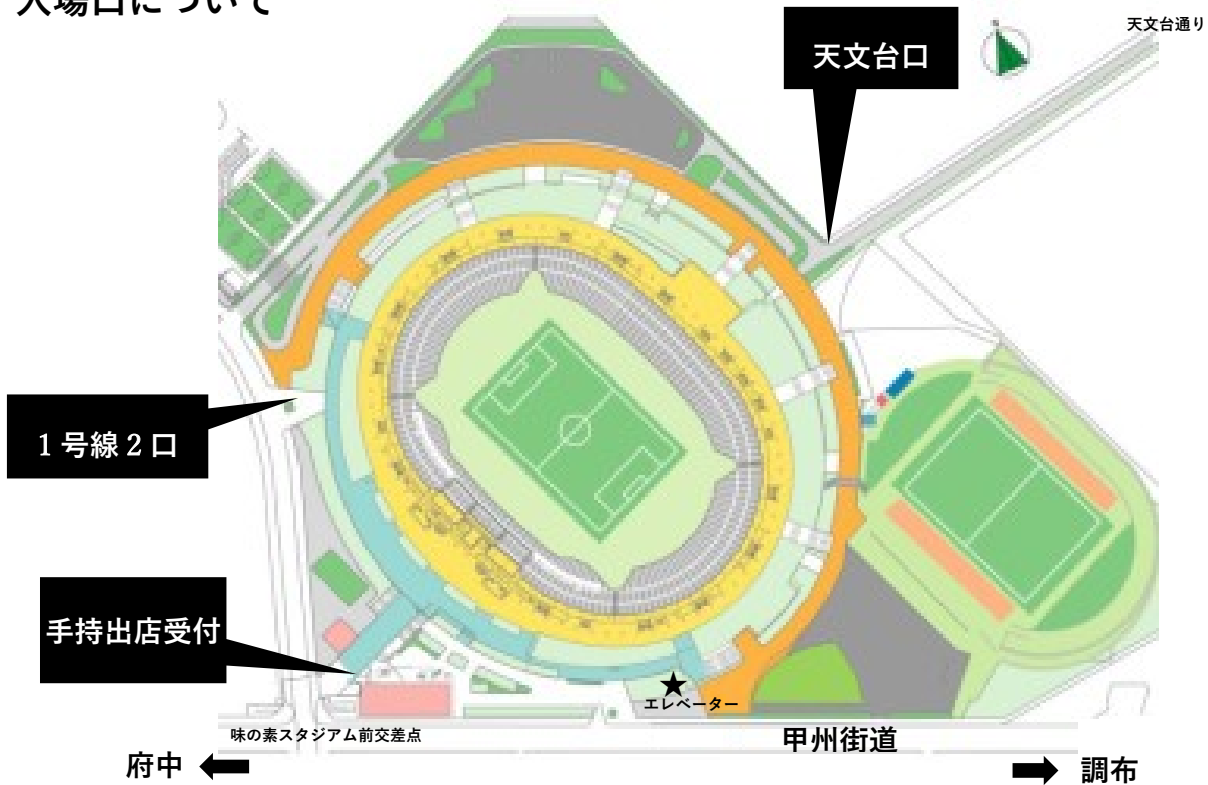 入場口について
天文台通り
天文台口
1号線2口
手持出店受付
エレベーター
味の素スタジアム前交差点
甲州街道
府中
調布